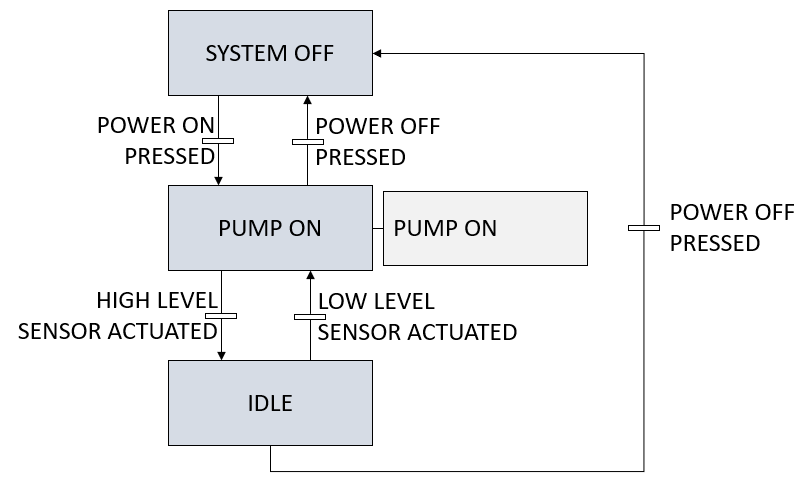 SYSTEM OFF
POWER ON
PRESSED
POWER OFF
PRESSED
PUMP ON
PUMP ON
POWER OFF
PRESSED
HIGH LEVEL
SENSOR ACTUATED
LOW LEVEL
SENSOR ACTUATED
IDLE